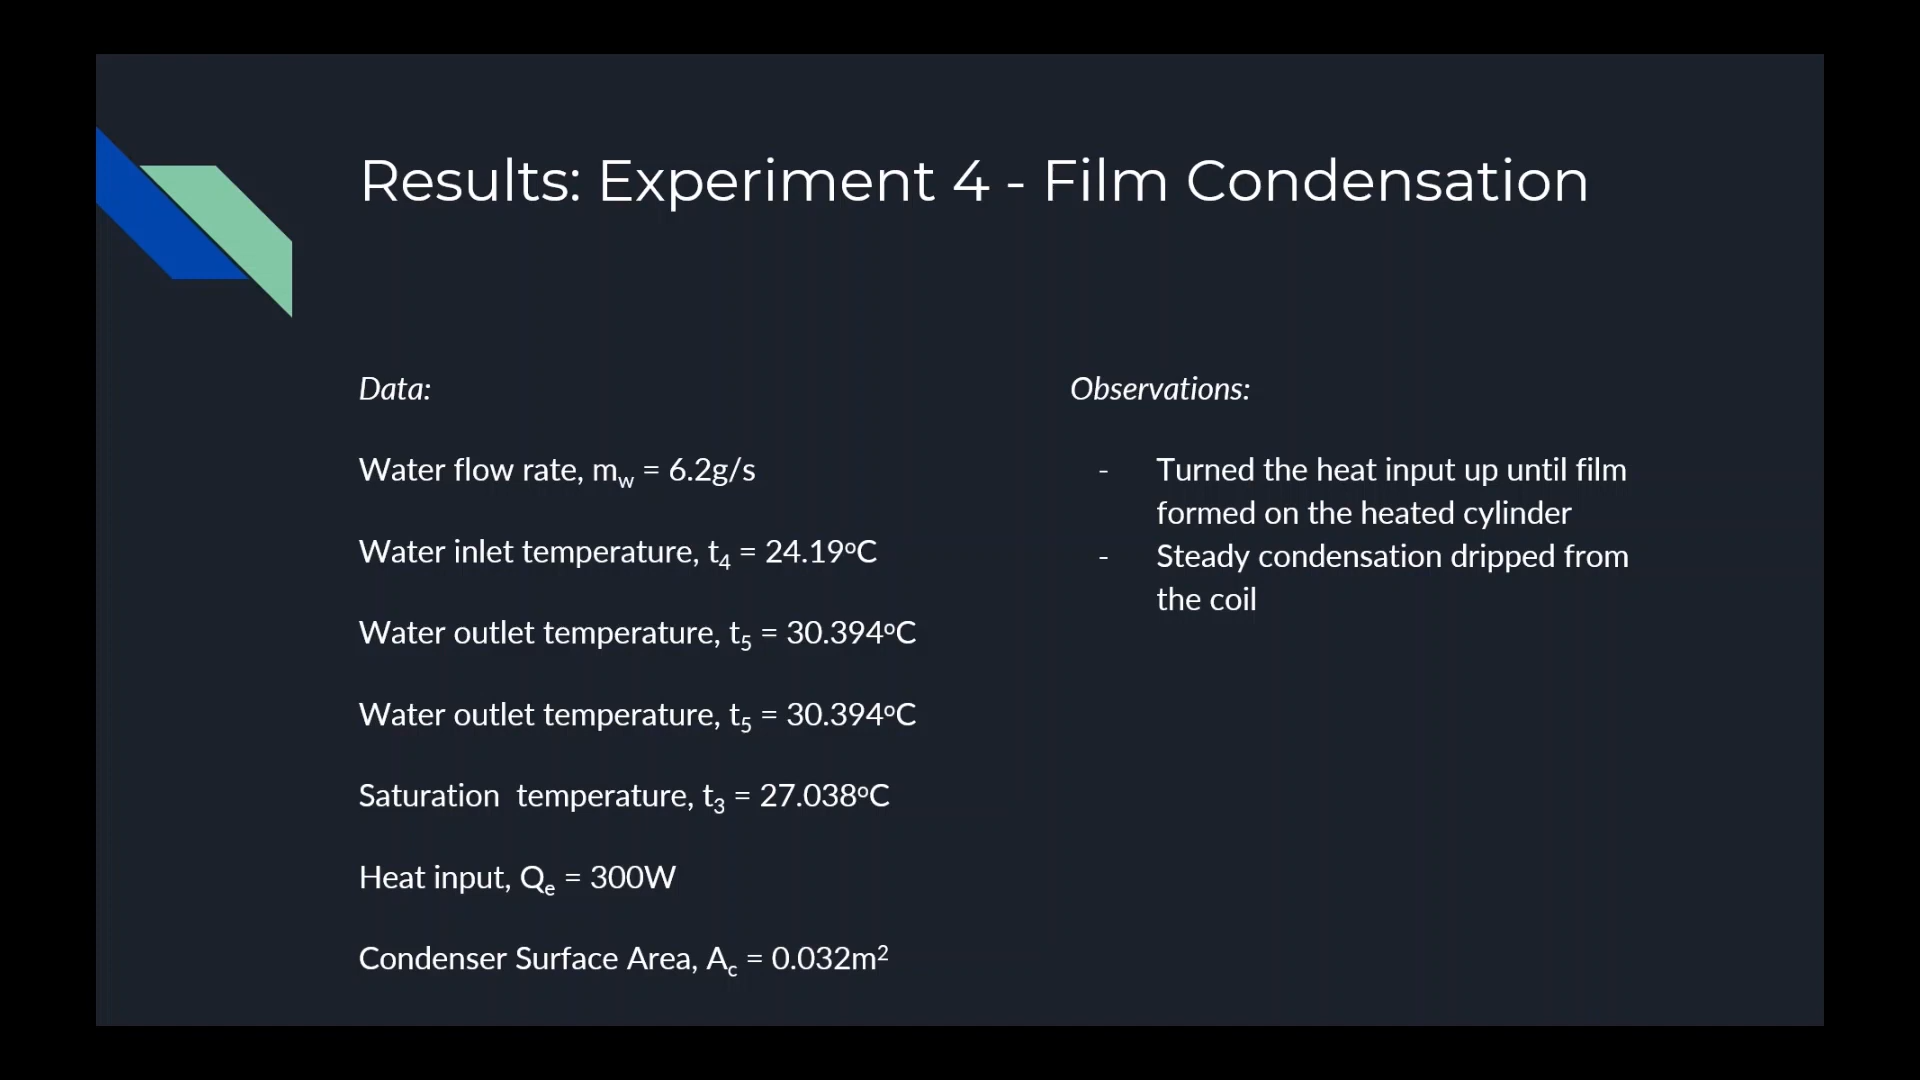 Results: Experiment 4 - Film Condensation
Data:
Water flow rate, mw = 6.2g/s
Water inlet temperature, t4 = 24.19oC
Water outlet temperature, t5 = 30.394oC
Water outlet temperature, t5 = 30.394oC
Saturation  temperature, t3 = 27.038oC
Heat input, Qe = 300W
Condenser Surface Area, Ac = 0.032m2
Observations:
- Turned the heat input up until film
formed on the heated cylinder
- Steady condensation dripped from
the coil